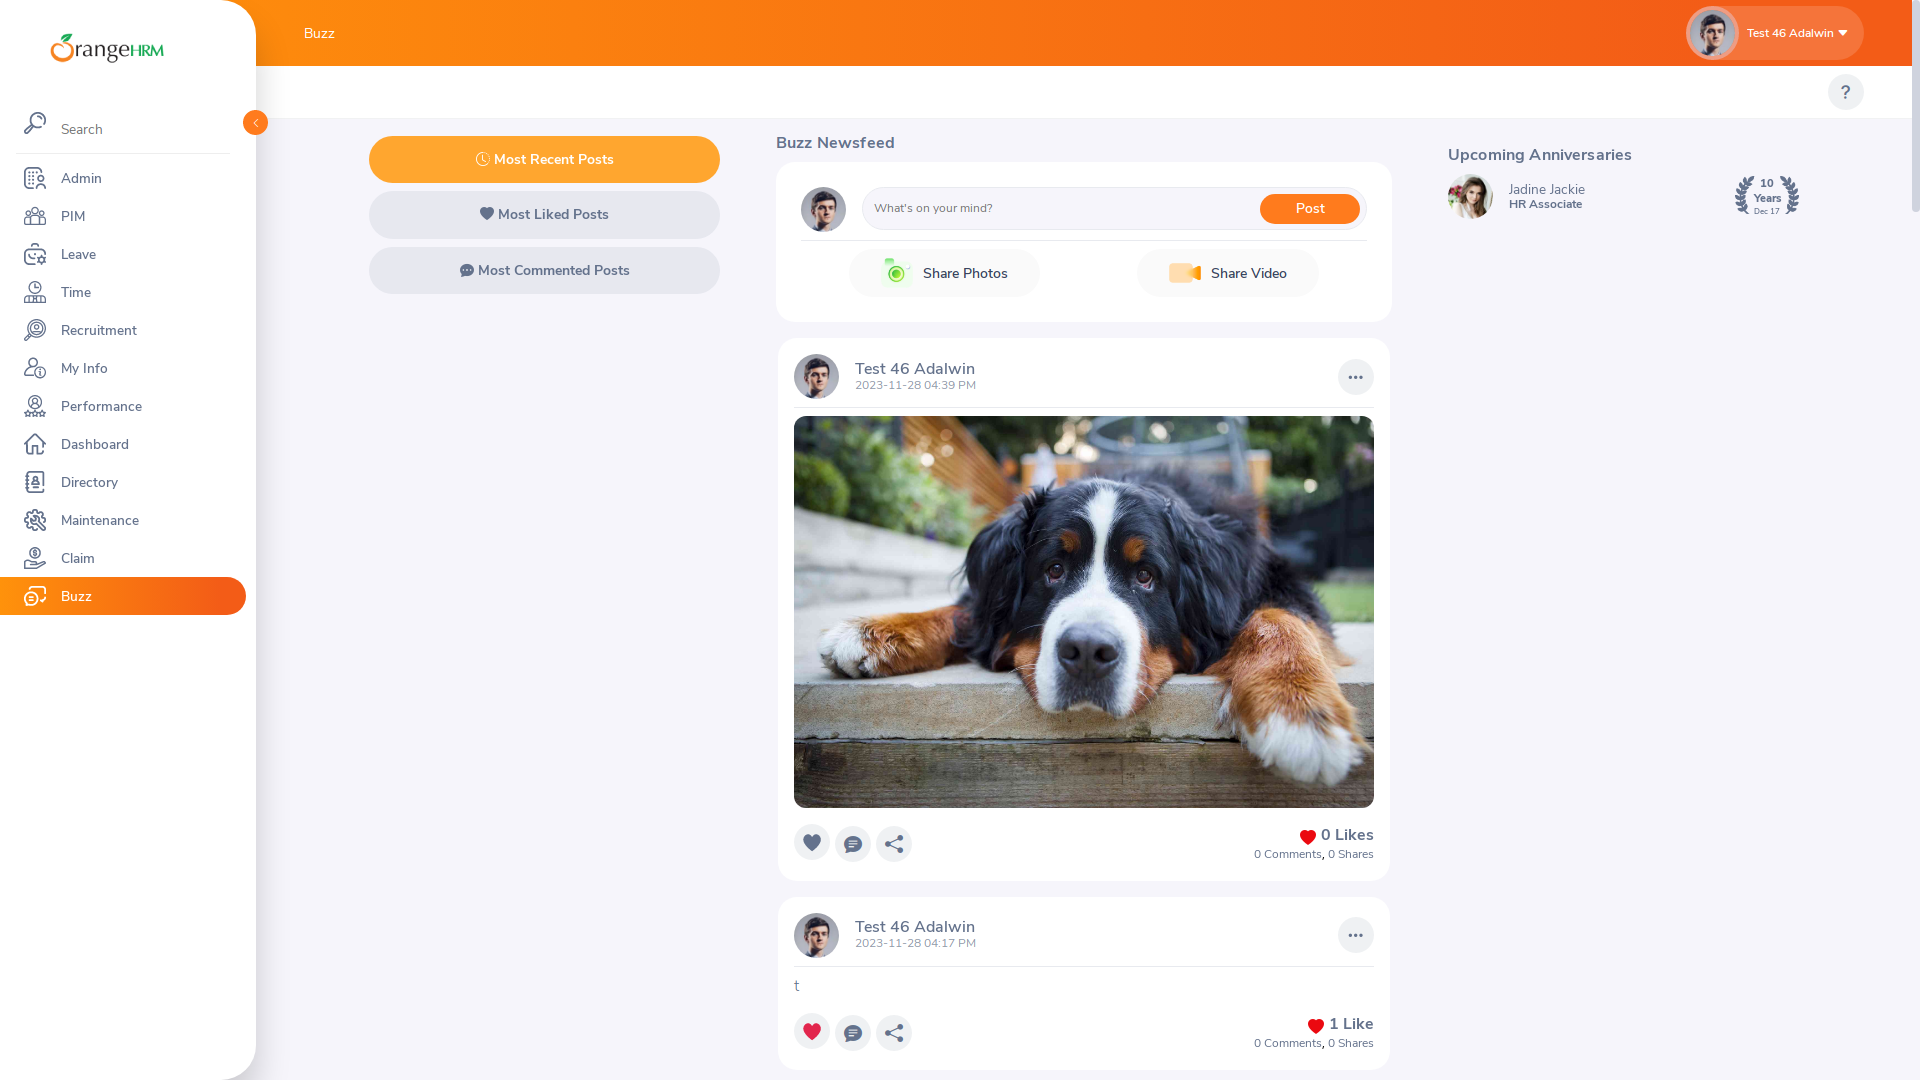 OrangeHRM
Search
Admin
PIM
Leave
Time
Recruitment
My Info
Performance
Dashboard
Directory
Maintenance
Claim
Buzz
Buzz
Test 46 Adalwin
?
Most Recent Posts
Most Liked Posts
Most Commented Posts
Buzz Newsfeed
What's on your mind?
Post
Share Photos
Share Video
Test 46 Adalwin
2023-11-28 04:39 PM
0 Likes
0 Comments, 0 Shares
Test 46 Adalwin
2023-11-28 04:17 PM
t
1 Like
0 Comments, 0 Shares
Upcoming Anniversaries
Jadine Jackie
HR Associate
10
Years
Dec 17